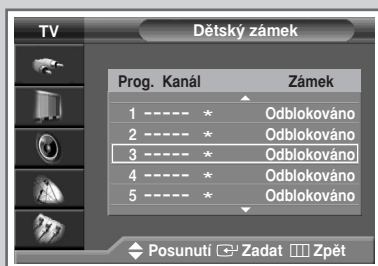 TV Dětský zámek
Prog. Kanál Zámek
1 ----- * Odblokováno
2 ----- * Odblokováno
3 ----- * Odblokováno
4 ----- * Odblokováno
5 ----- * Odblokováno
Posunutí Zadat Zpět